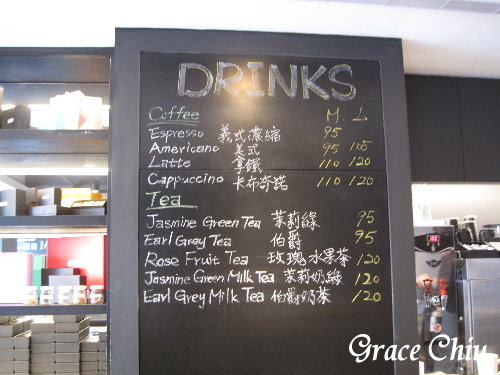 DRINKS
Coffee M. L
Espresso 義式濃縮 95
Americano 美式 95 105
Latte 拿鐵 110 120
Cappuccino 卡布奇諾 110 120
Tea
Jasmine Green Tea 茉莉綠 95
Earl Grey Tea 伯爵 95
Rose Fruit Tea 玫瑰水果茶 120
Jasmine Green Milk Tea 茉莉奶綠 120
Earl Grey Milk Tea 伯爵奶茶 120
Grace Chiu